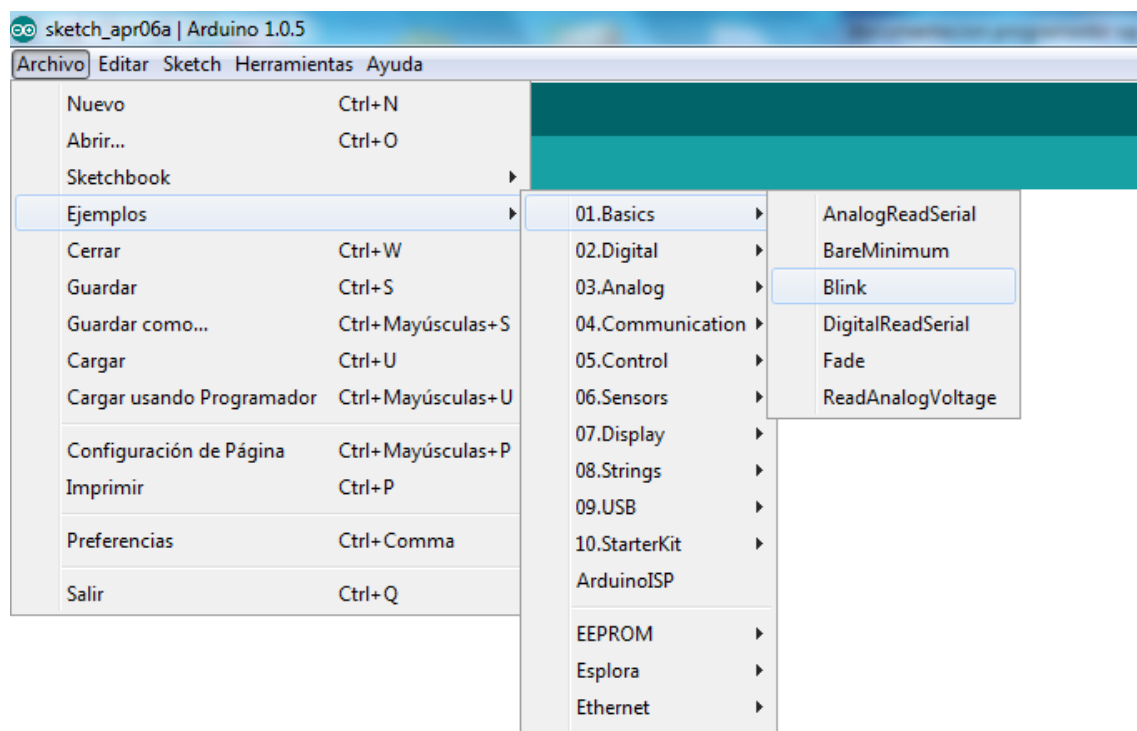 sketch_apr06a | Arduino 1.0.5
Archivo Editar Sketch Herramientas Ayuda
Nuevo Ctrl+N
Abrir... Ctrl+O
Sketchbook
Ejemplos
Cerrar Ctrl+W
Guardar Ctrl+S
Guardar como... Ctrl+Mayúsculas+S
Cargar Ctrl+U
Cargar usando Programador Ctrl+Mayúsculas+U
Configuración de Página Ctrl+Mayúsculas+P
Imprimir Ctrl+P
Preferencias Ctrl+Comma
Salir Ctrl+Q
01.Basics
02.Digital
03.Analog
04.Communication
05.Control
06.Sensors
07.Display
08.Strings
09.USB
10.StarterKit
ArduinoISP
EEPROM
Esplora
Ethernet
AnalogReadSerial
BareMinimum
Blink
DigitalReadSerial
Fade
ReadAnalogVoltage